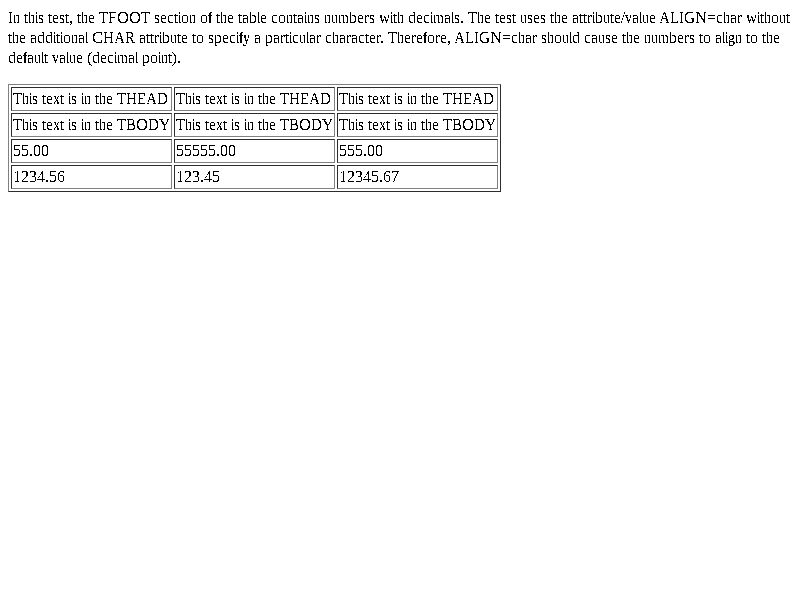 In this test, the TFOOT section of the table contains numbers with decimals. The test uses the attribute/value ALIGN=char without
the additional CHAR attribute to specify a particular character. Therefore, ALIGN=char should cause the numbers to align to the
default value (decimal point).
This text is in the THEAD This text is in the THEAD This text is in the THEAD
This text is in the TBODY This text is in the TBODY This text is in the TBODY
55.00 55555.00 555.00
1234.56 123.45 12345.67